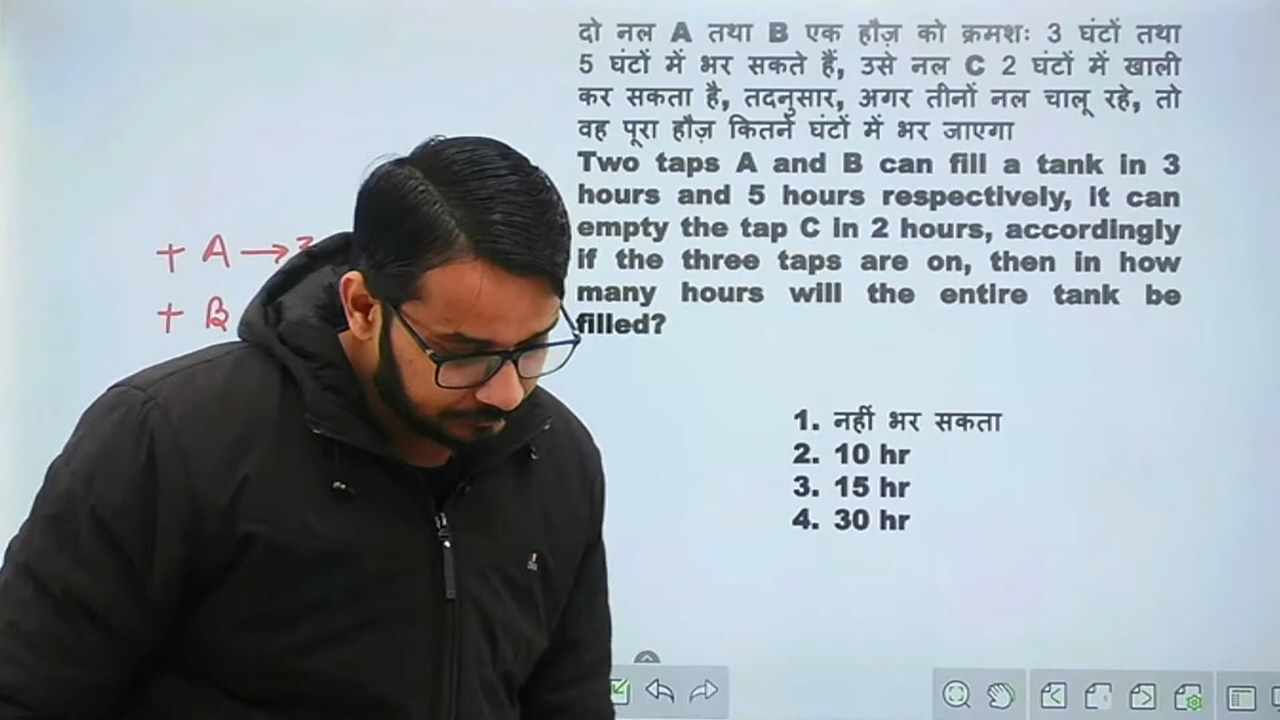 दो नल A तथा B एक हौज़ को क्रमशः 3 घंटों तथा
5 घंटों में भर सकते हैं, उसे नल C 2 घंटों में खाली
कर सकता है, तदनुसार, अगर तीनों नल चालू रहे, तो
वह पूरा हौज़ कितने घंटों में भर जाएगा
Two taps A and B can fill a tank in 3
hours and 5 hours respectively, it can
empty the tap C in 2 hours, accordingly
if the three taps are on, then in how
many hours will the entire tank be
filled?
+ A →
+ B
1. नहीं भर सकता
2. 10 hr
3. 15 hr
4. 30 hr